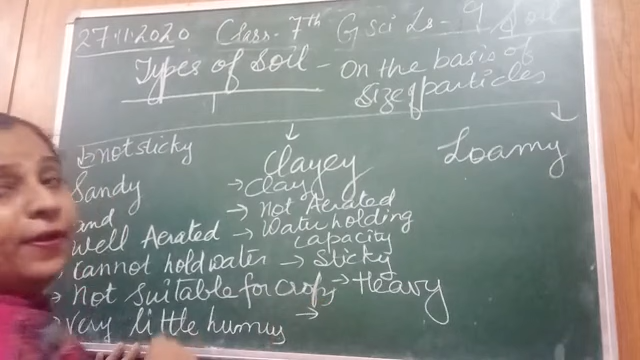 27.11.2020 Class-7th G sci Ls-9 Soil
Types of Soil - On the basis of
size of particles
not sticky
Clayey
Loamy
Sandy
→ Clay
and
→ Not Aerated
Well Aerated
→ Water holding
capacity
cannot hold water
→ Sticky
→ Not Suitable for crops
→ Heavy
Very little humus
→